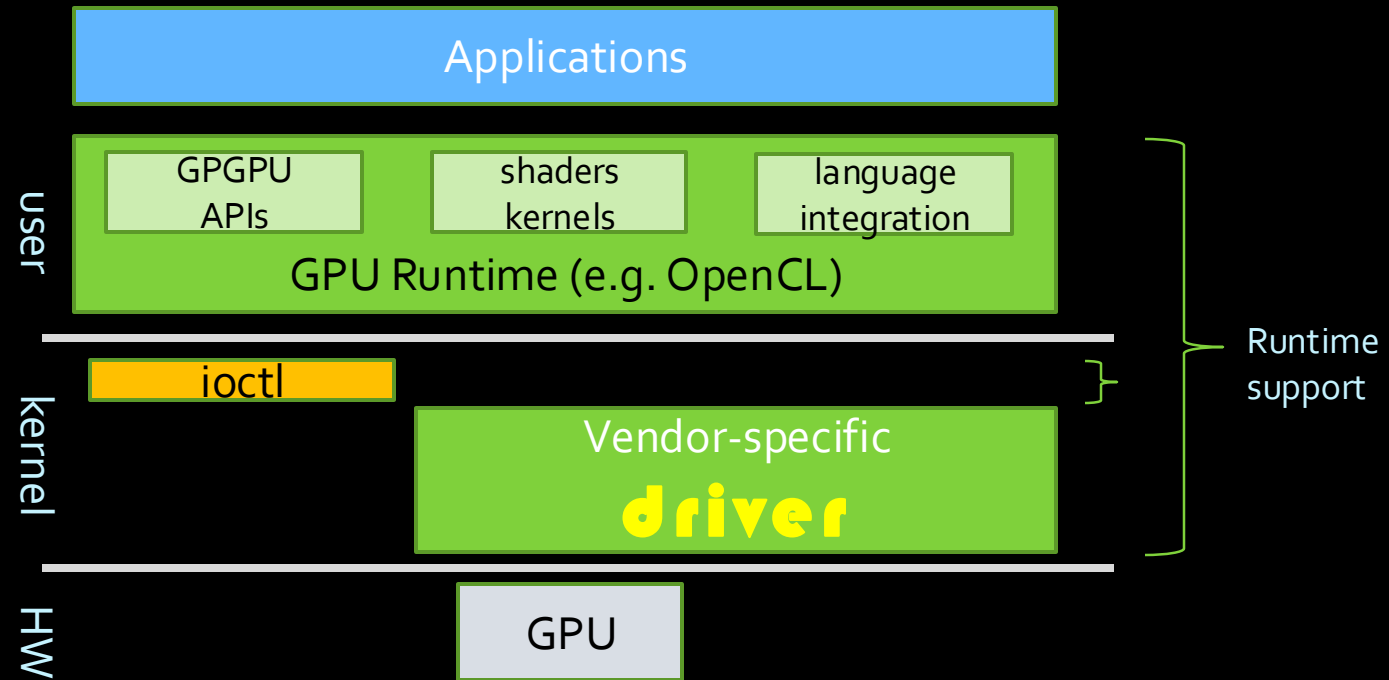 Applications
user
GPGPU
APIs
shaders
kernels
language
integration
GPU Runtime (e.g. OpenCL)
Runtime
support
kernel
ioctl
Vendor-specific
driver
HW
GPU